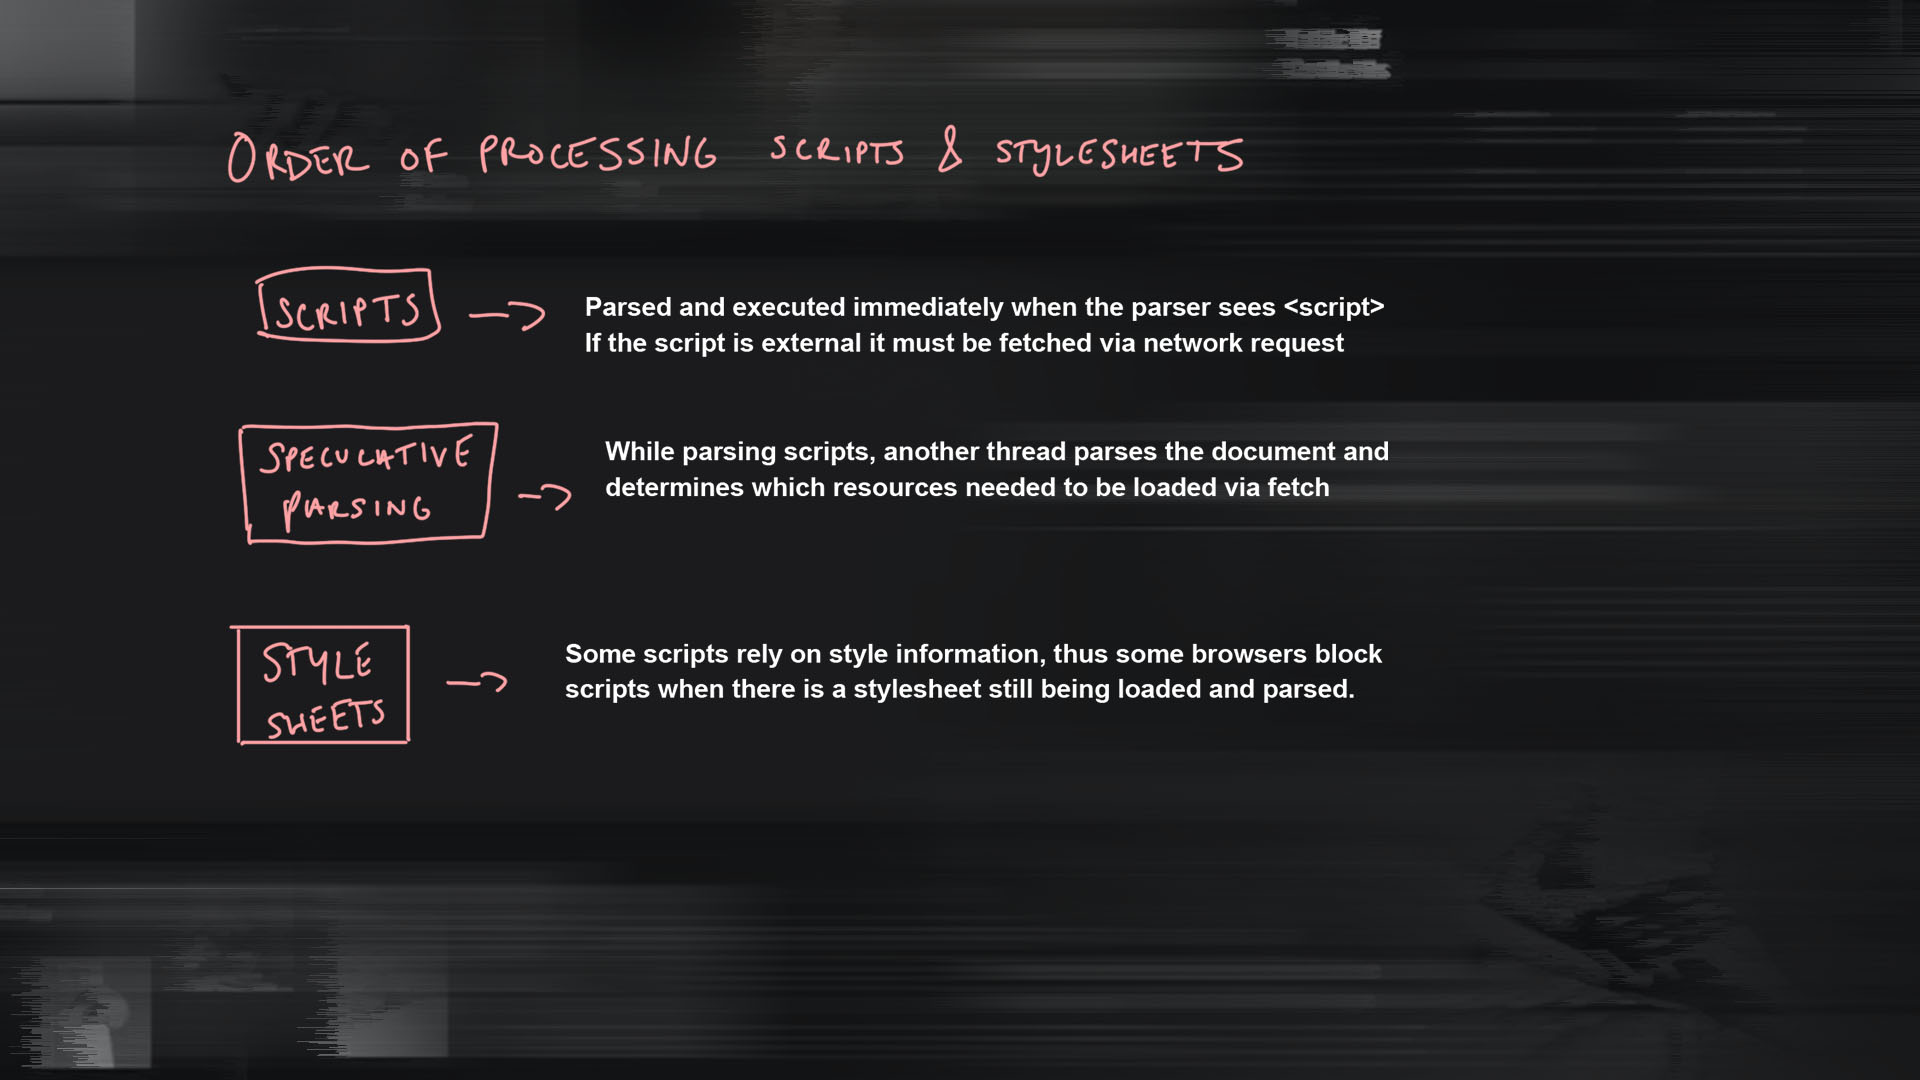 ORDER OF PROCESSING SCRIPTS & STYLESHEETS
SCRIPTS
Parsed and executed immediately when the parser sees <script>
If the script is external it must be fetched via network request
SPECULATIVE
PARSING
While parsing scripts, another thread parses the document and
determines which resources needed to be loaded via fetch
STYLE
SHEETS
Some scripts rely on style information, thus some browsers block
scripts when there is a stylesheet still being loaded and parsed.